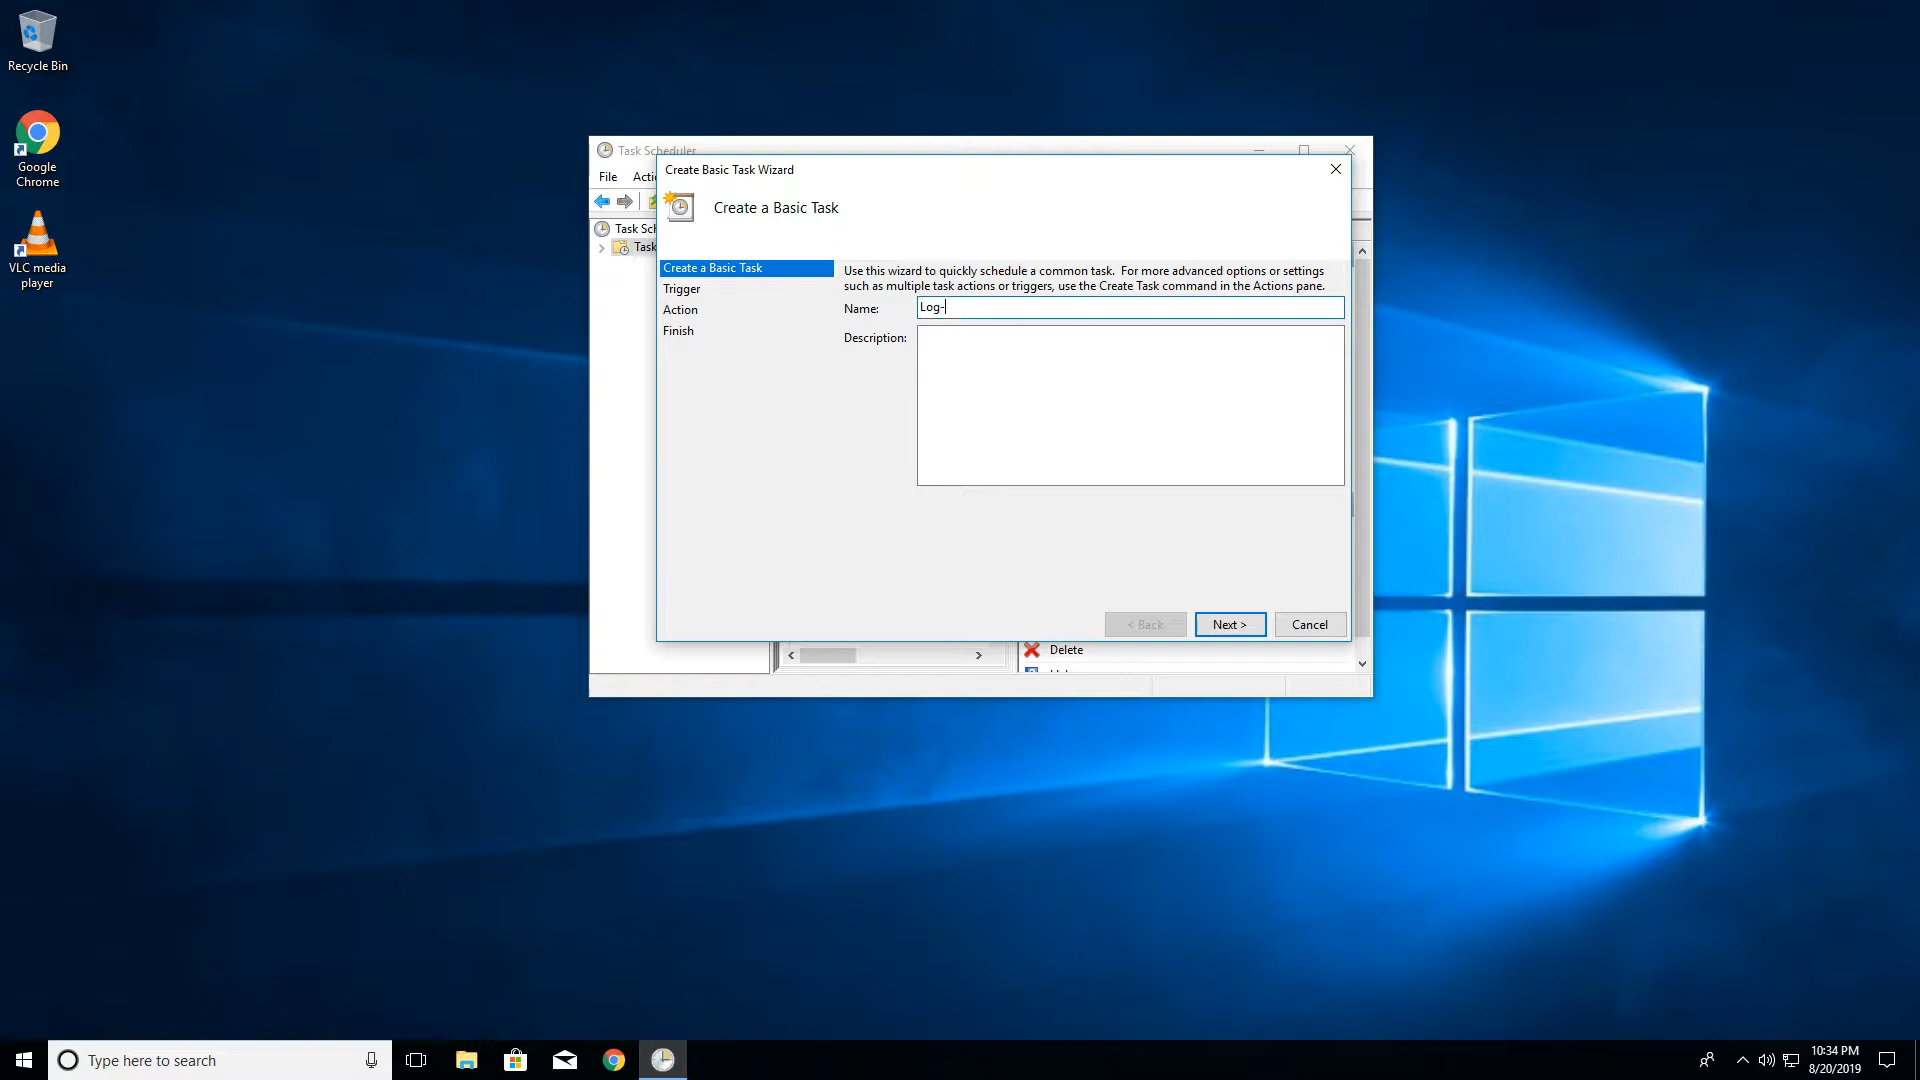 Recycle Bin
Google
Chrome
VLC media
player
Task Scheduler
File
Create Basic Task Wizard
Create a Basic Task
Task
Create a Basic Task
Trigger
Action
Finish
Use this wizard to quickly schedule a common task. For more advanced options or settings
such as multiple task actions or triggers, use the Create Task command in the Actions pane.
Name:
Log-
Description:
< Back
Next >
Cancel
Delete
Type here to search
10:34 PM
8/20/2019